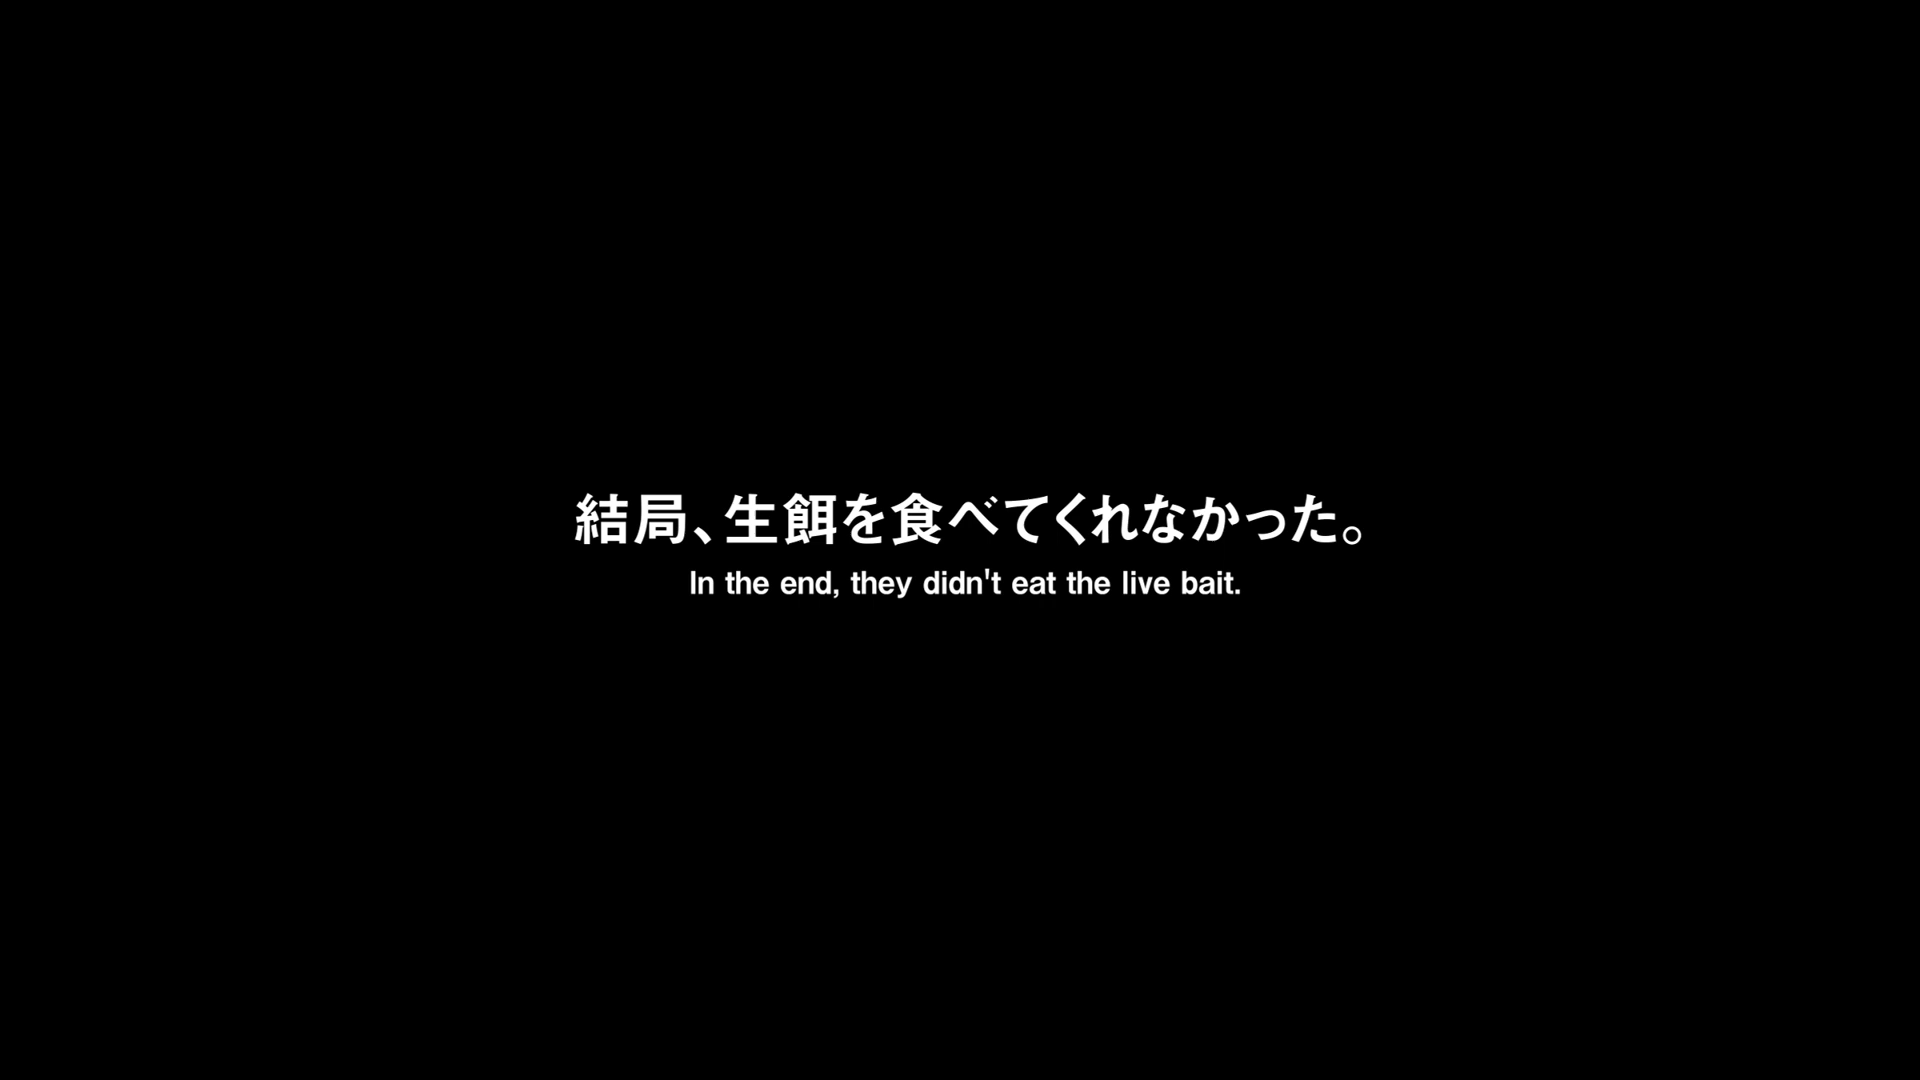 結局、生餌を食べてくれなかった。
In the end, they didn't eat the live bait.